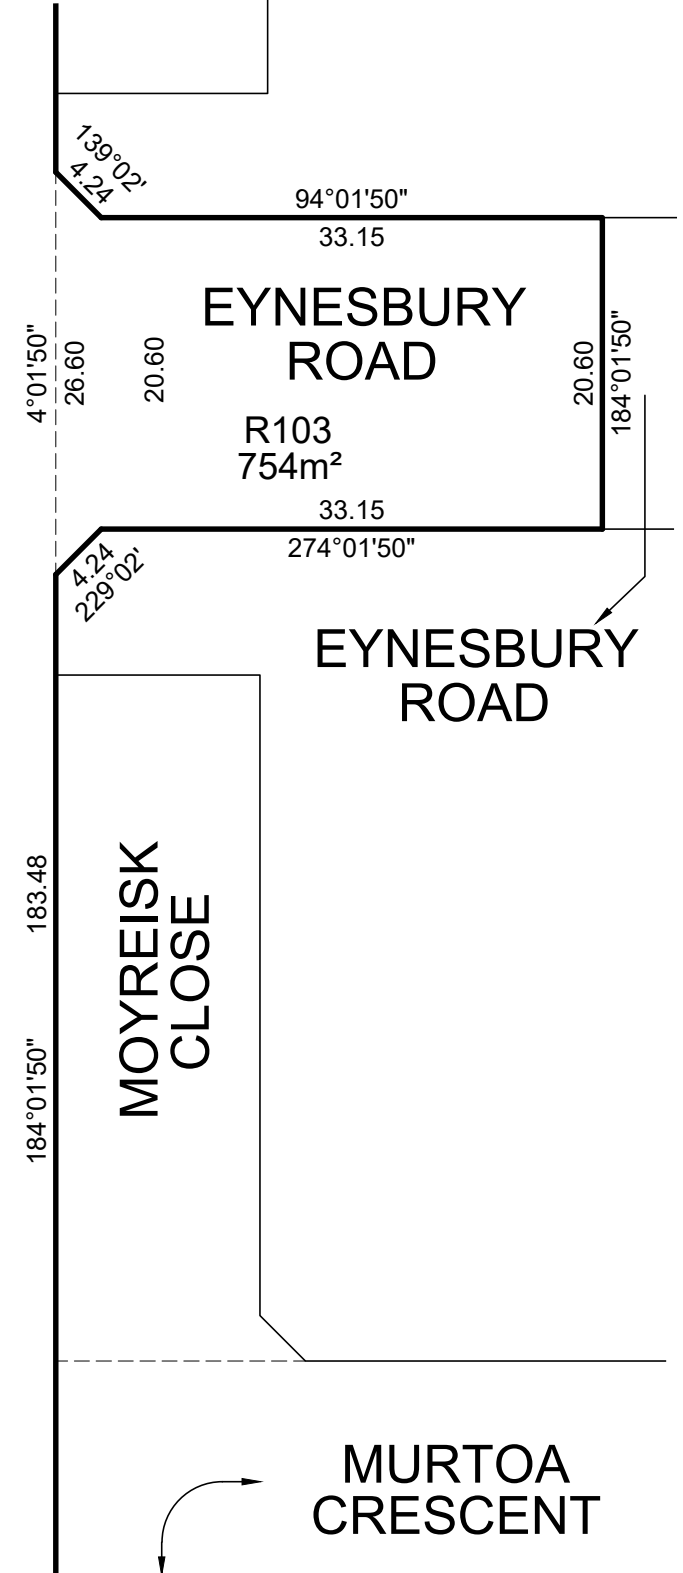 139°02'
4.24
94°01'50"
33.15
EYNESBURY
ROAD
4°01'50"
26.60
20.60
20.60
184°01'50"
R103
754m²
33.15
274°01'50"
4.24
229°02'
EYNESBURY
ROAD
183.48
184°01'50"
MOYREISK
CLOSE
MURTOA
CRESCENT